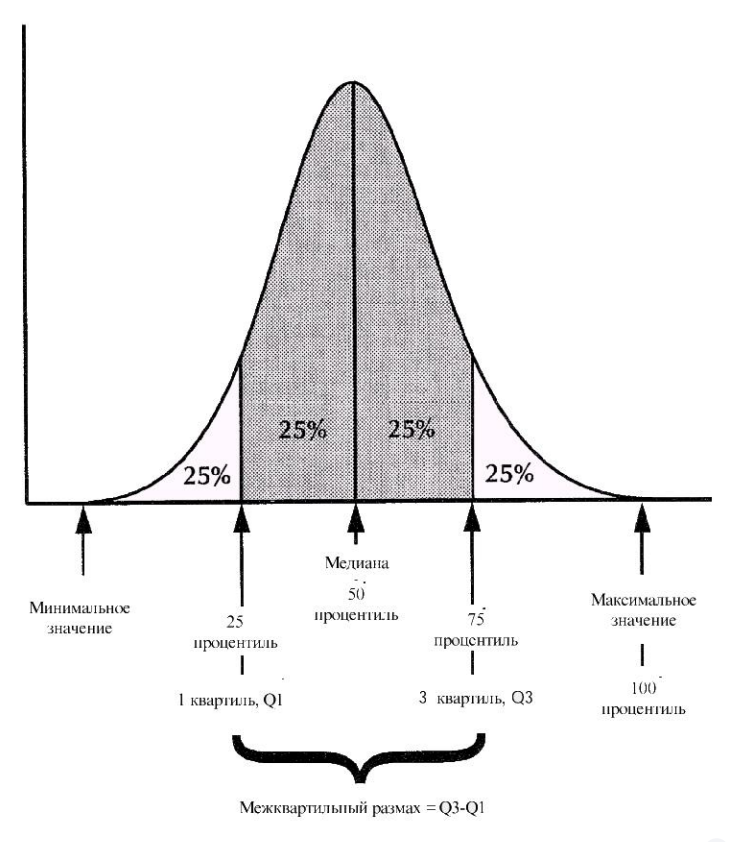 25%
25%
25%
25%
Минимальное
значение
25
процентиль
1 квартиль, Q1
Медиана
50
процентиль
75
процентиль
3 квартиль, Q3
Максимальное
значение
100
процентиль
Межквартильный размах = Q3-Q1